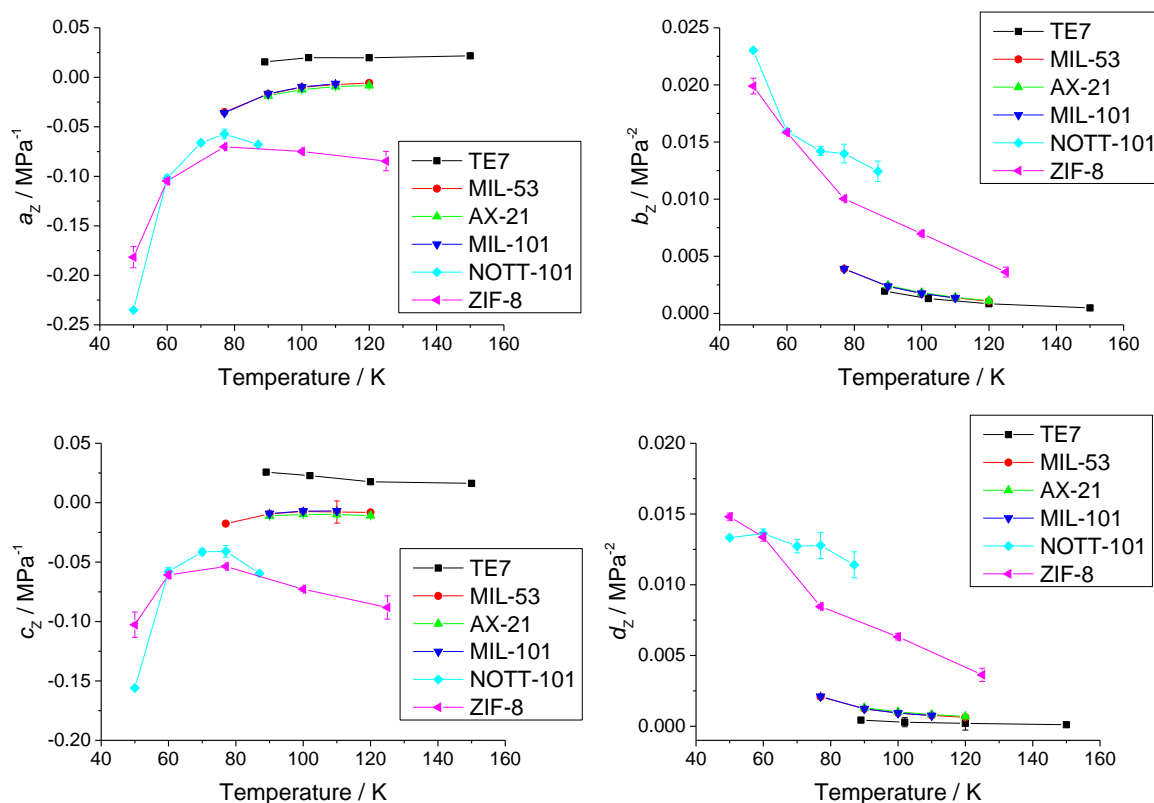 0.05
0.00
-0.05
-0.10
-0.15
-0.20
-0.25
a_Z / MPa⁻¹
40 60 80 100 120 140 160
Temperature / K
TE7
MIL-53
AX-21
MIL-101
NOTT-101
ZIF-8
0.025
0.020
0.015
0.010
0.005
0.000
b_Z / MPa⁻²
40 60 80 100 120 140 160
Temperature / K
TE7
MIL-53
AX-21
MIL-101
NOTT-101
ZIF-8
0.05
0.00
-0.05
-0.10
-0.15
-0.20
c_Z / MPa⁻¹
40 60 80 100 120 140 160
Temperature / K
TE7
MIL-53
AX-21
MIL-101
NOTT-101
ZIF-8
0.020
0.015
0.010
0.005
0.000
d_Z / MPa⁻²
40 60 80 100 120 140 160
Temperature / K
TE7
MIL-53
AX-21
MIL-101
NOTT-101
ZIF-8